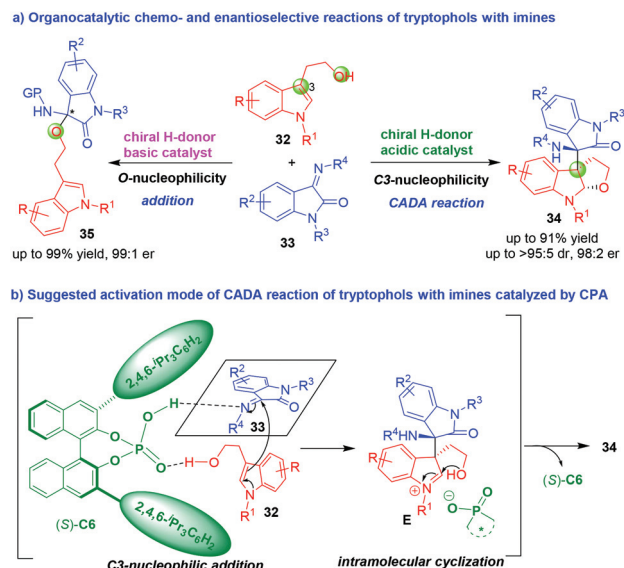 a) Organocatalytic chemo- and enantioselective reactions of tryptophols with imines
R²
GP
HN
*
N
R³
O
O
R
N
R¹
35
up to 99% yield, 99:1 er
chiral H-donor
basic catalyst
O-nucleophilicity
addition
OH
3
R
N
R¹
32
+
N
R⁴
R²
O
N
R³
33
chiral H-donor
acidic catalyst
C3-nucleophilicity
CADA reaction
R²
R⁴
NH
N
R³
O
R
O
N
R¹
34
up to 91% yield
up to >95:5 dr, 98:2 er
b) Suggested activation mode of CADA reaction of tryptophols with imines catalyzed by CPA
2,4,6-ⁱPr₃C₆H₂
O
H
O
P
O
O
(S)-C6
2,4,6-ⁱPr₃C₆H₂
R²
N
R³
O
N
R⁴
33
H
O
R
N
R¹
32
C3-nucleophilic addition
R²
N
R³
O
R⁴HN
R
HO
N
⊕
R¹
E
⊖
O
O
P
*
intramolecular cyclization
(S)-C6
34